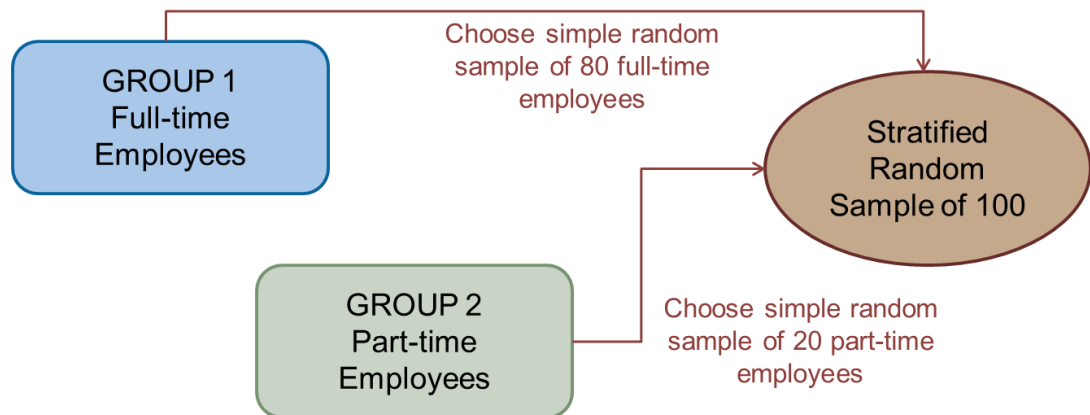 GROUP 1
Full-time
Employees
Choose simple random
sample of 80 full-time
employees
Stratified
Random
Sample of 100
GROUP 2
Part-time
Employees
Choose simple random
sample of 20 part-time
employees